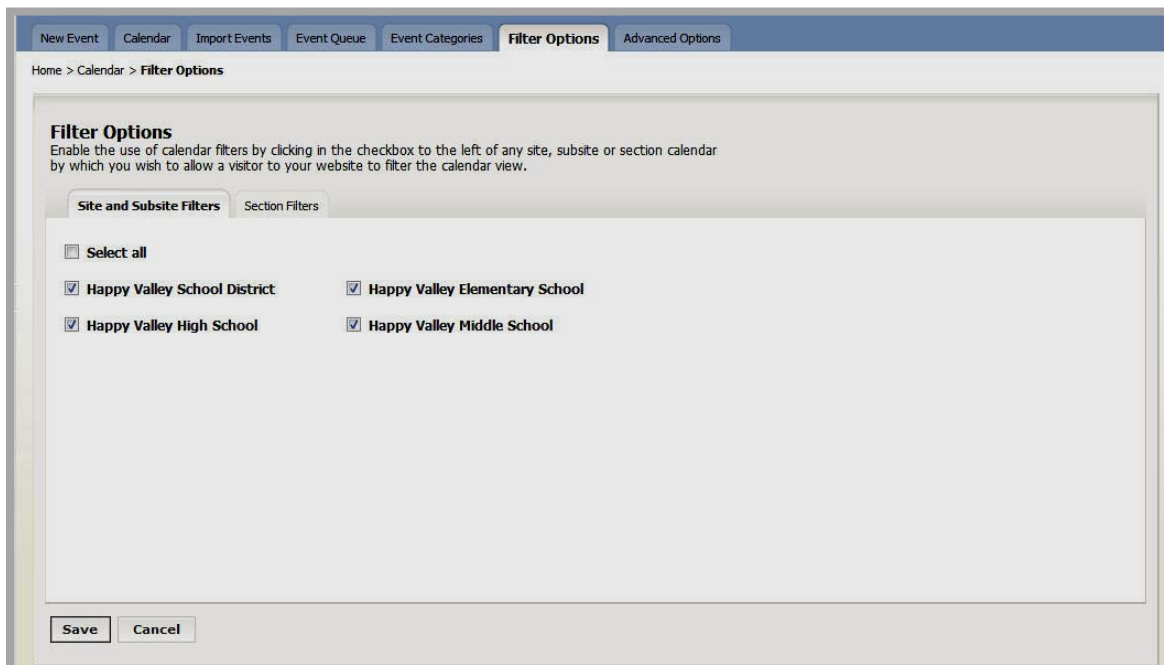 New Event Calendar Import Events Event Queue Event Categories Filter Options Advanced Options
Home > Calendar > Filter Options
Filter Options
Enable the use of calendar filters by clicking in the checkbox to the left of any site, subsite or section calendar
by which you wish to allow a visitor to your website to filter the calendar view.
Site and Subsite Filters Section Filters
Select all
Happy Valley School District Happy Valley Elementary School
Happy Valley High School Happy Valley Middle School
Save Cancel